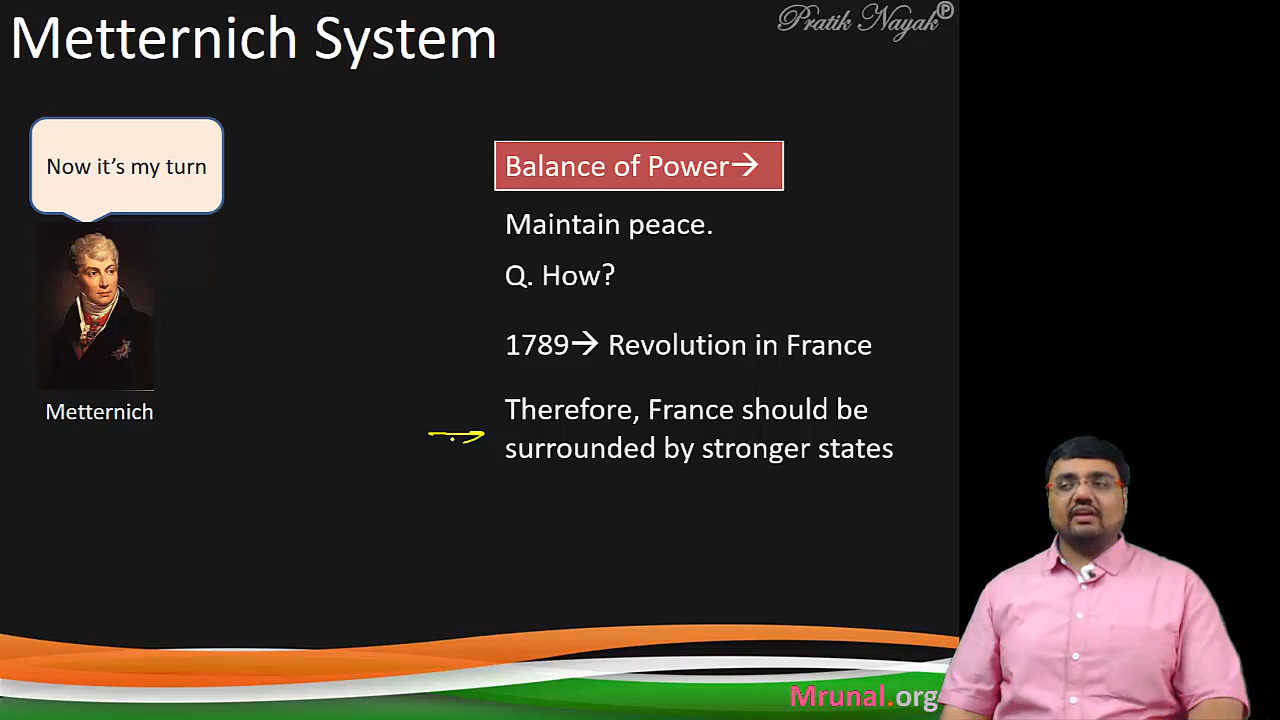 Metternich System
Pratik Nayak
Now it's my turn
Metternich
Balance of Power→
Maintain peace.
Q. How?
1789→ Revolution in France
Therefore, France should be
surrounded by stronger states
Mrunal.org